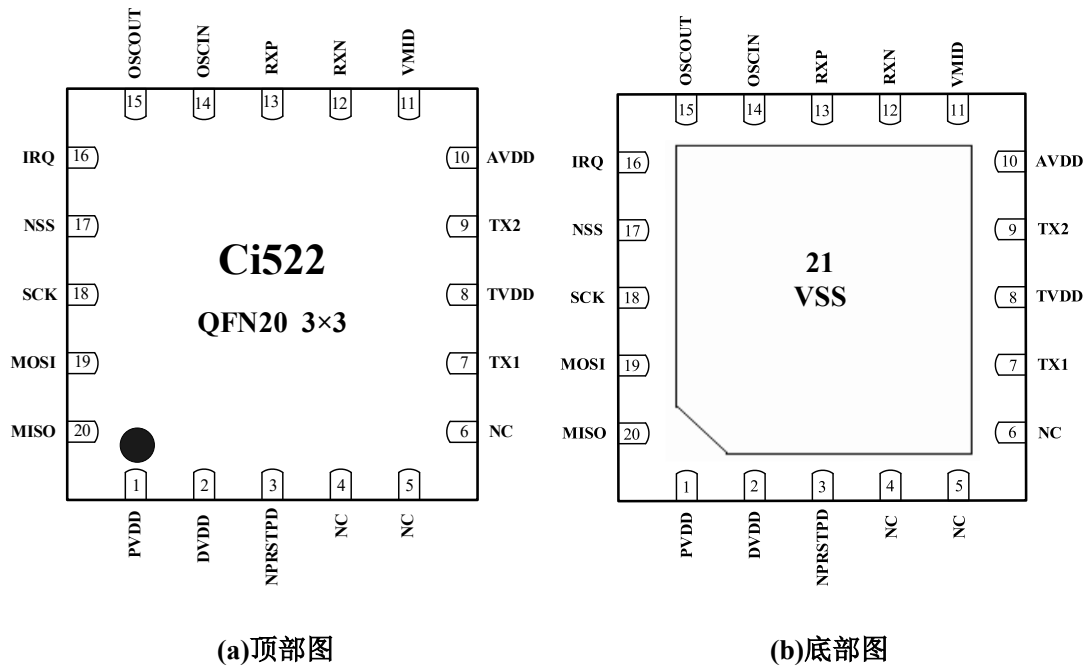 OSCOUT
OSCIN
RXP
RXN
VMID
15
14
13
12
11
IRQ 16
10 AVDD
NSS 17
9 TX2
Ci522
SCK 18
8 TVDD
QFN20 3×3
MOSI 19
7 TX1
MISO 20
6 NC
1
2
3
4
5
PVDD
DVDD
NPRSTPD
NC
NC
(a)顶部图
OSCOUT
OSCIN
RXP
RXN
VMID
15
14
13
12
11
IRQ 16
10 AVDD
NSS 17
9 TX2
21
VSS
SCK 18
8 TVDD
MOSI 19
7 TX1
MISO 20
6 NC
1
2
3
4
5
PVDD
DVDD
NPRSTPD
NC
NC
(b)底部图